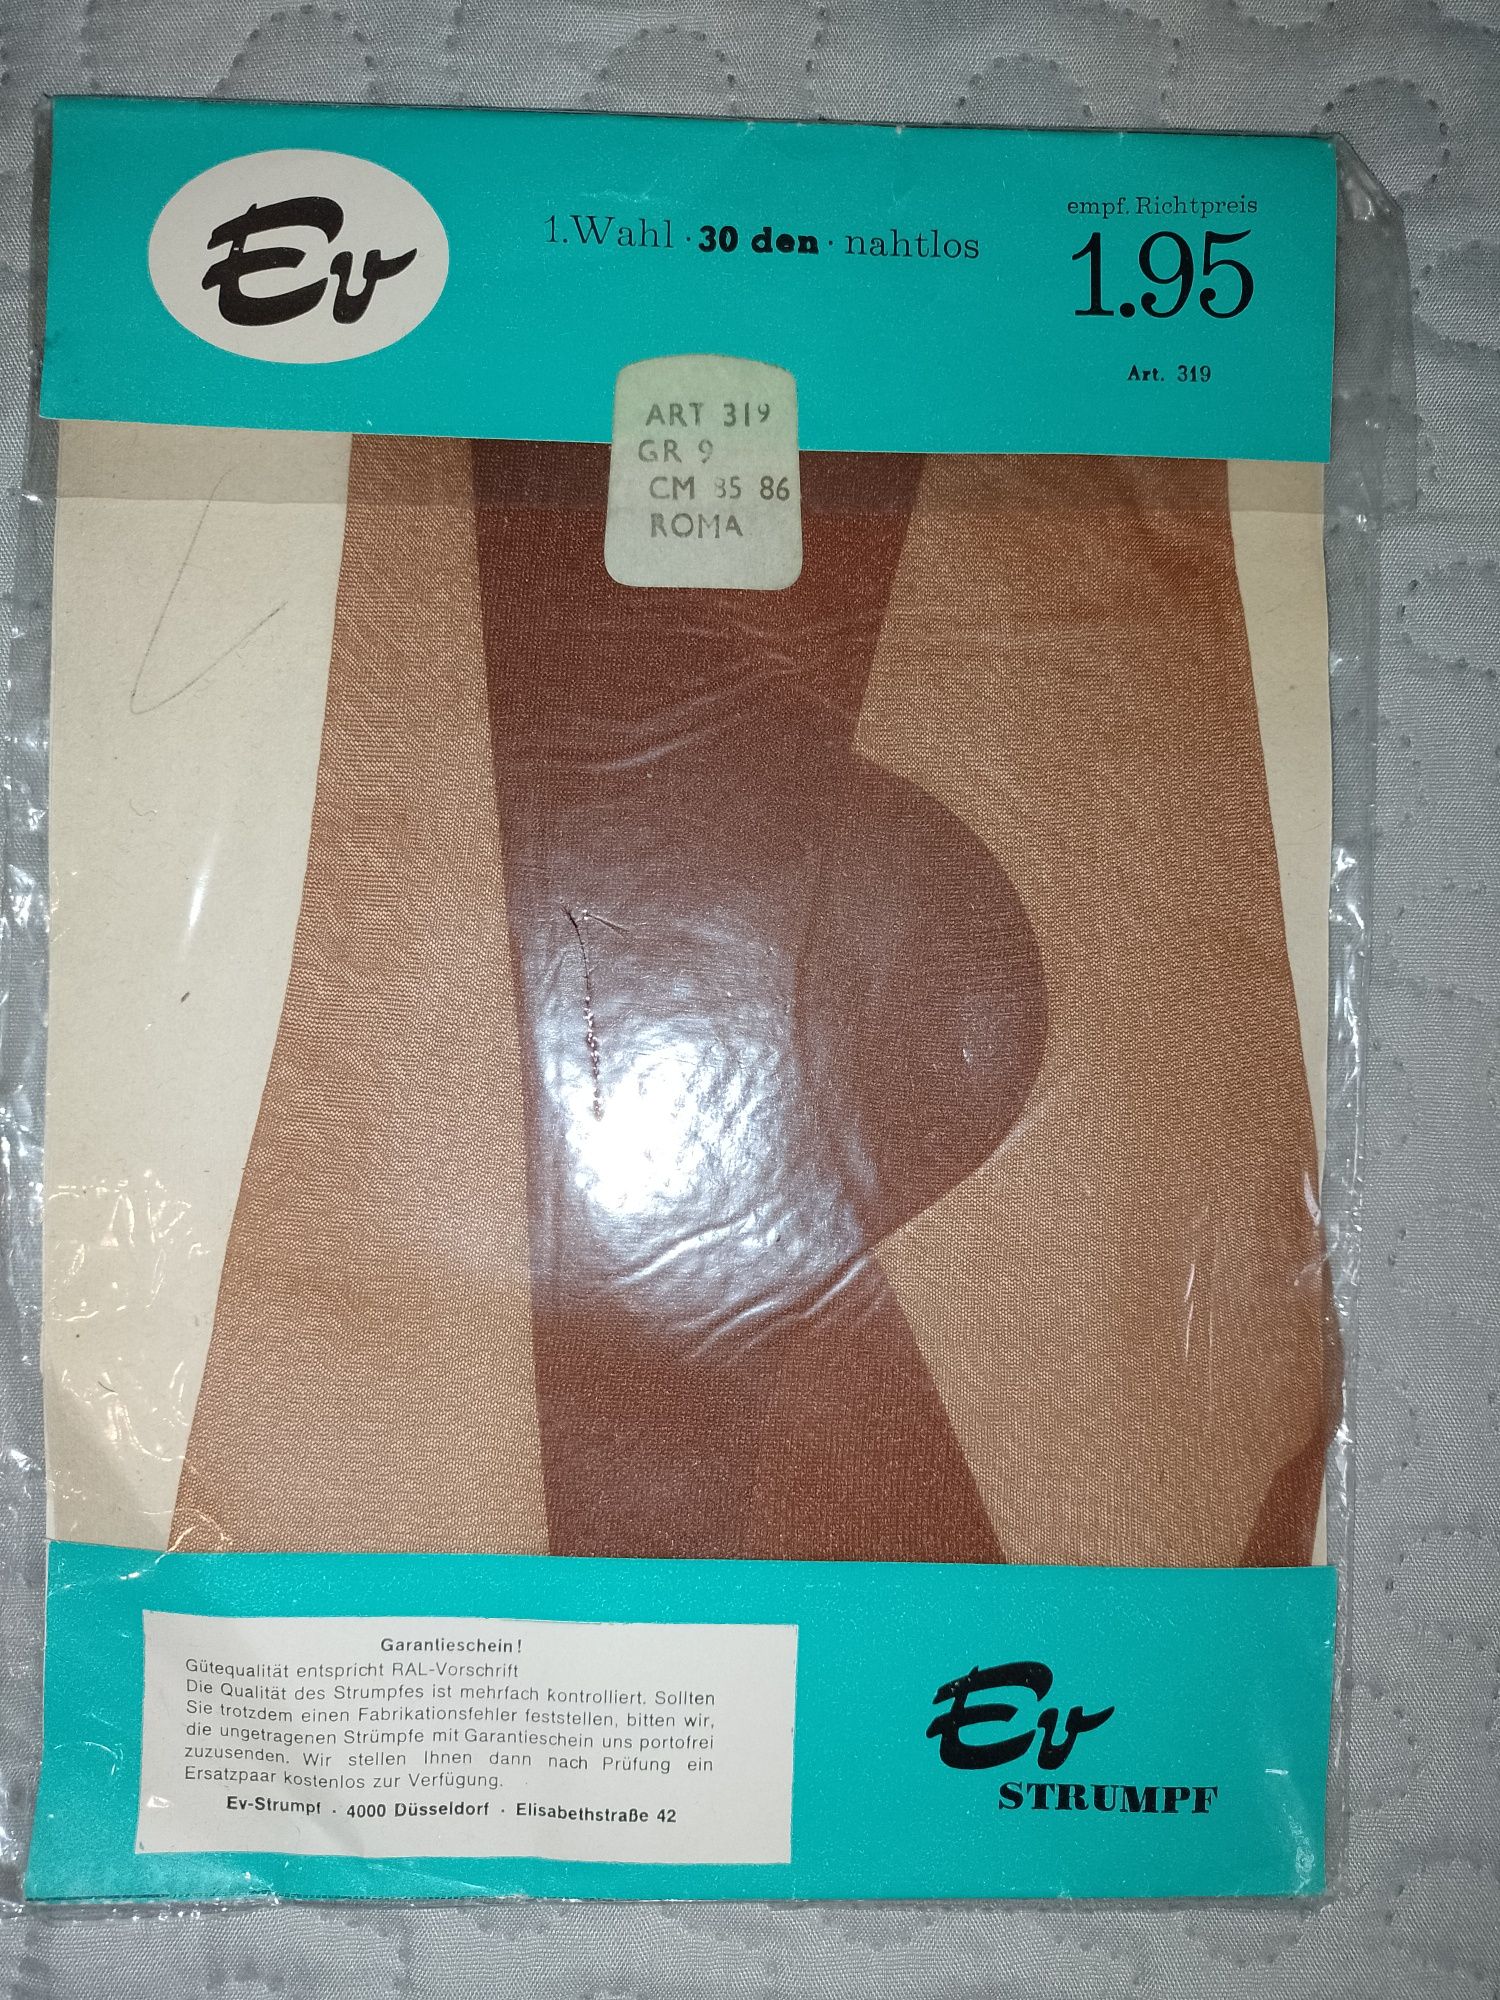 Ev
1.Wahl · 30 den · nahtlos
empf. Richtpreis
1.95
Art. 319
ART 319
GR 9
CM 85 86
ROMA
Garantieschein!
Gütequalität entspricht RAL-Vorschrift
Die Qualität des Strumpfes ist mehrfach kontrolliert. Sollten
Sie trotzdem einen Fabrikationsfehler feststellen, bitten wir,
die ungetragenen Strümpfe mit Garantieschein uns portofrei
zuzusenden. Wir stellen Ihnen dann nach Prüfung ein
Ersatzpaar kostenlos zur Verfügung.
Ev-Strumpf · 4000 Düsseldorf · Elisabethstraße 42
Ev
STRUMPF